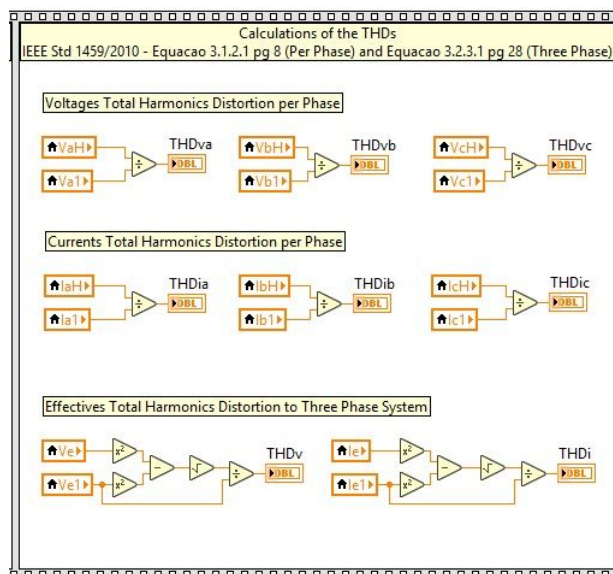 Calculations of the THDs
IEEE Std 1459/2010 - Equacao 3.1.2.1 pg 8 (Per Phase) and Equacao 3.2.3.1 pg 28 (Three Phase)
Voltages Total Harmonics Distortion per Phase
VaH THDva VbH THDvb VcH THDvc
÷ DBL ÷ DBL ÷ DBL
Va1 Vb1 Vc1
Currents Total Harmonics Distortion per Phase
IaH THDia IbH THDib IcH THDic
÷ DBL ÷ DBL ÷ DBL
Ia1 Ib1 Ic1
Effectives Total Harmonics Distortion to Three Phase System
Ve x² THDv Ie x² THDi
− √ ÷ DBL − √ ÷ DBL
Ve1 x² Ie1 x²